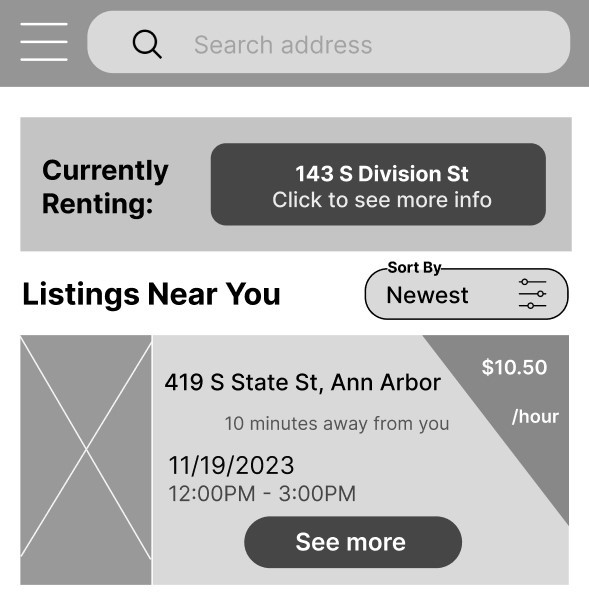 Search address
Currently
Renting:
143 S Division St
Click to see more info
Listings Near You
Sort By
Newest
419 S State St, Ann Arbor
$10.50
/hour
10 minutes away from you
11/19/2023
12:00PM - 3:00PM
See more